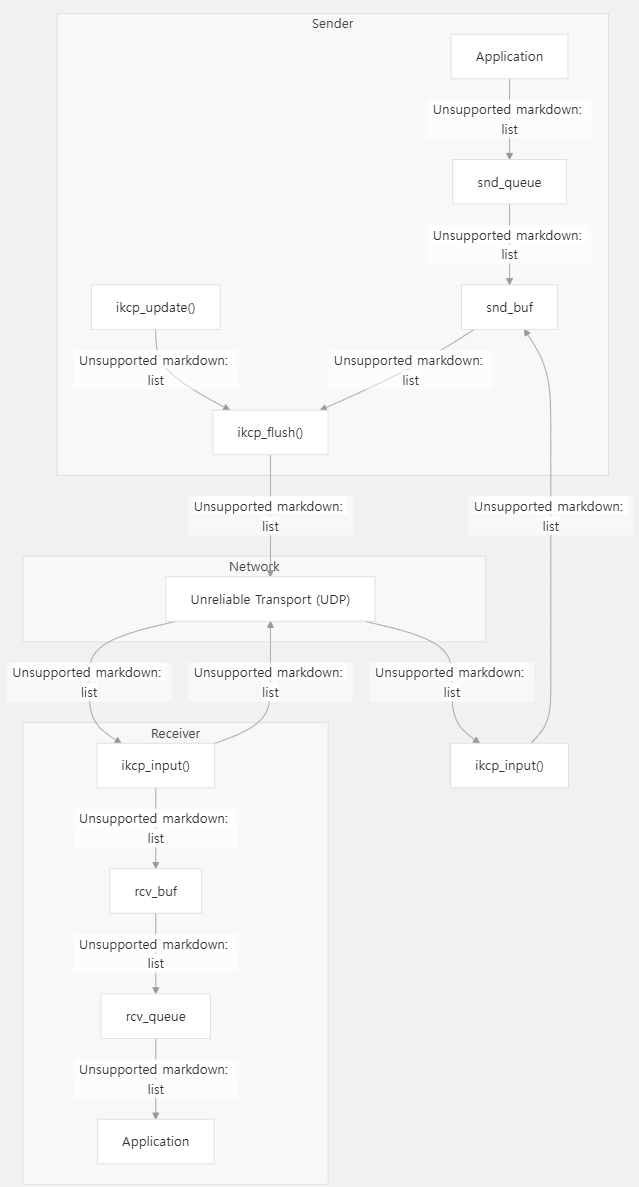 Sender
Application
Unsupported markdown:
list
snd_queue
Unsupported markdown:
list
ikcp_update()
snd_buf
Unsupported markdown:
list
Unsupported markdown:
list
ikcp_flush()
Unsupported markdown:
list
Unsupported markdown:
list
Network
Unreliable Transport (UDP)
Unsupported markdown:
list
Unsupported markdown:
list
Unsupported markdown:
list
Receiver
ikcp_input()
ikcp_input()
Unsupported markdown:
list
rcv_buf
Unsupported markdown:
list
rcv_queue
Unsupported markdown:
list
Application